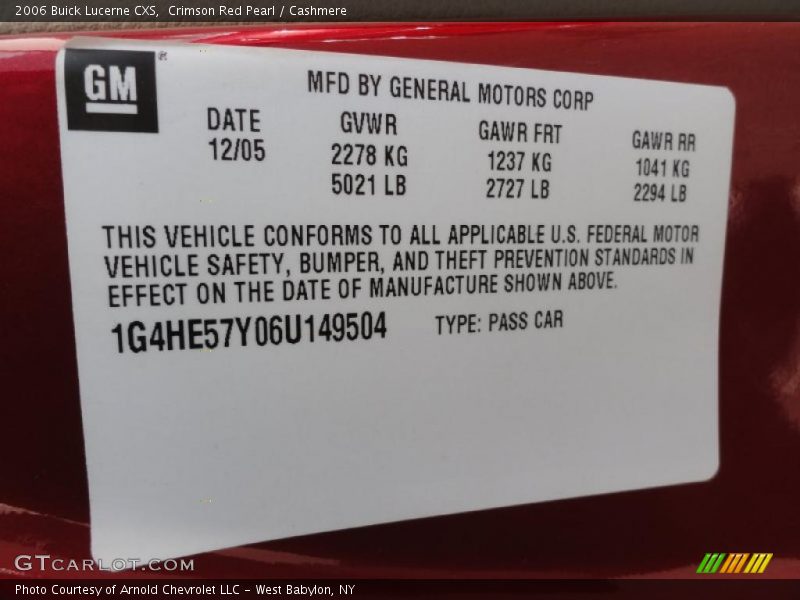 2006 Buick Lucerne CXS,  Crimson Red Pearl / Cashmere
GM ®
MFD BY GENERAL MOTORS CORP
DATE GVWR GAWR FRT GAWR RR
12/05 2278 KG 1237 KG 1041 KG
5021 LB 2727 LB 2294 LB
THIS VEHICLE CONFORMS TO ALL APPLICABLE U.S. FEDERAL MOTOR
VEHICLE SAFETY, BUMPER, AND THEFT PREVENTION STANDARDS IN
EFFECT ON THE DATE OF MANUFACTURE SHOWN ABOVE.
1G4HE57Y06U149504 TYPE: PASS CAR
GTCARLOT.COM
Photo Courtesy of Arnold Chevrolet LLC - West Babylon, NY